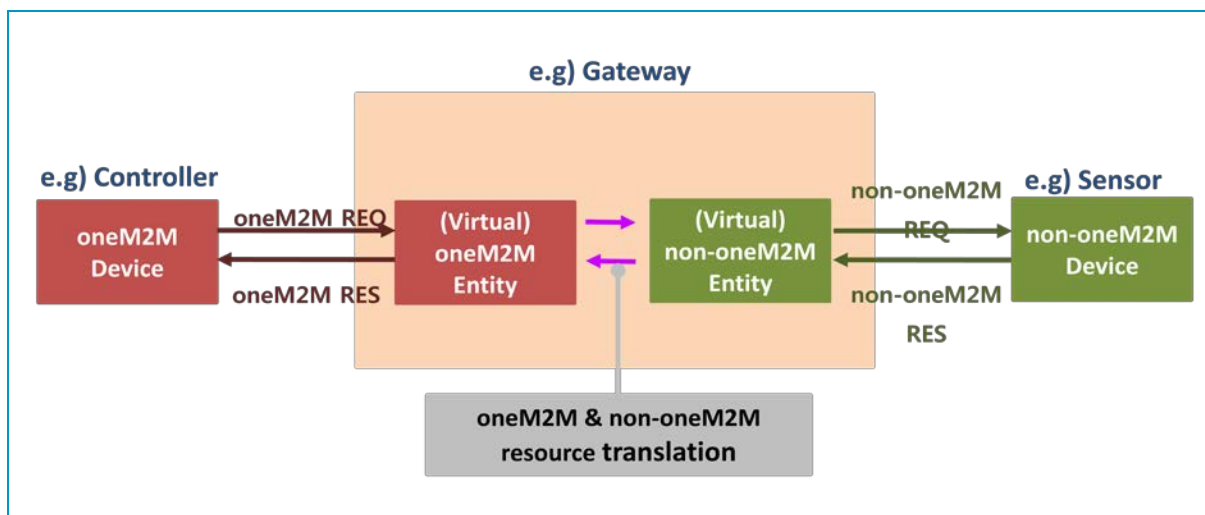 e.g) Gateway
e.g) Controller
oneM2M
Device
oneM2M REQ
oneM2M RES
(Virtual)
oneM2M
Entity
(Virtual)
non-oneM2M
Entity
non-oneM2M
REQ
non-oneM2M
RES
e.g) Sensor
non-oneM2M
Device
oneM2M & non-oneM2M
resource translation